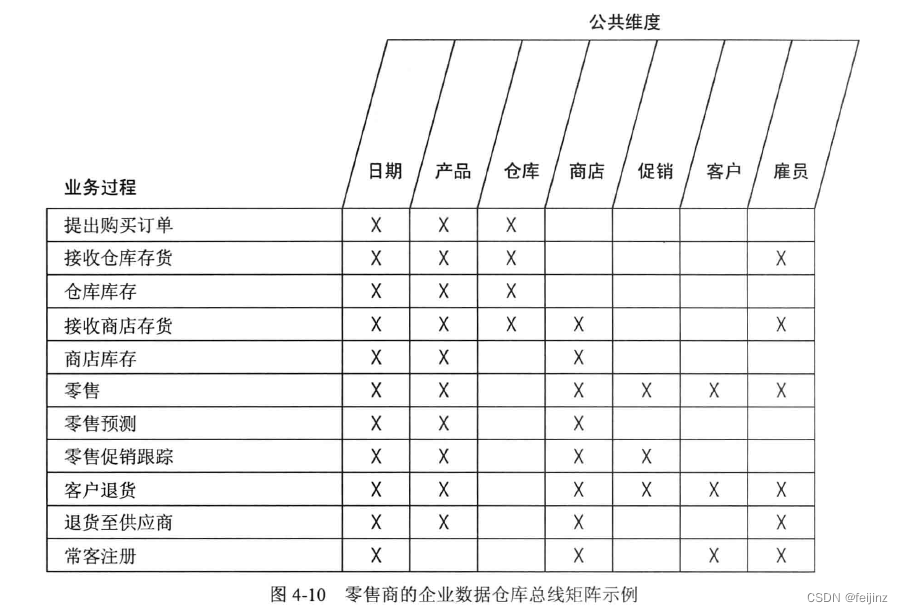 公共维度
业务过程 日期 产品 仓库 商店 促销 客户 雇员
提出购买订单 X X X
接收仓库存货 X X X X
仓库库存 X X X
接收商店存货 X X X X X
商店库存 X X X
零售 X X X X X X
零售预测 X X X
零售促销跟踪 X X X X
客户退货 X X X X X X
退货至供应商 X X X X
常客注册 X X X X
图 4-10 零售商的企业数据仓库总线矩阵示例
CSDN @feijinz